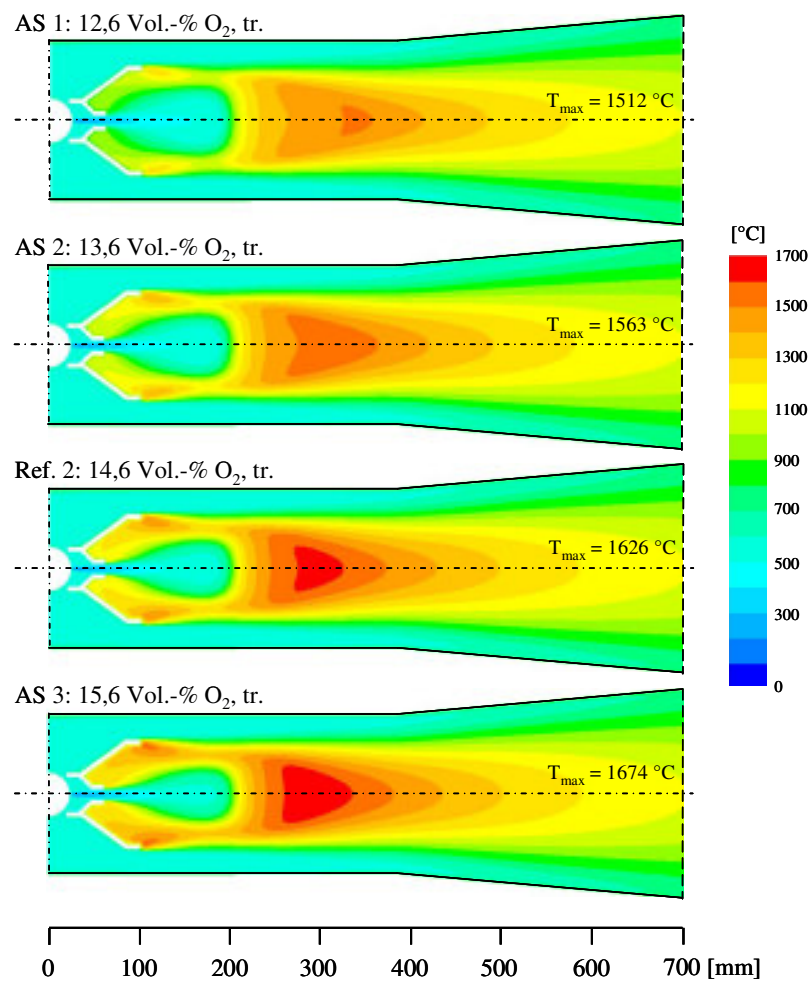 AS 1: 12,6 Vol.-% O₂, tr.
Tmax = 1512 °C
AS 2: 13,6 Vol.-% O₂, tr.
Tmax = 1563 °C
Ref. 2: 14,6 Vol.-% O₂, tr.
Tmax = 1626 °C
AS 3: 15,6 Vol.-% O₂, tr.
Tmax = 1674 °C
[°C]
1700
1500
1300
1100
900
700
500
300
0
0 100 200 300 400 500 600 700 [mm]